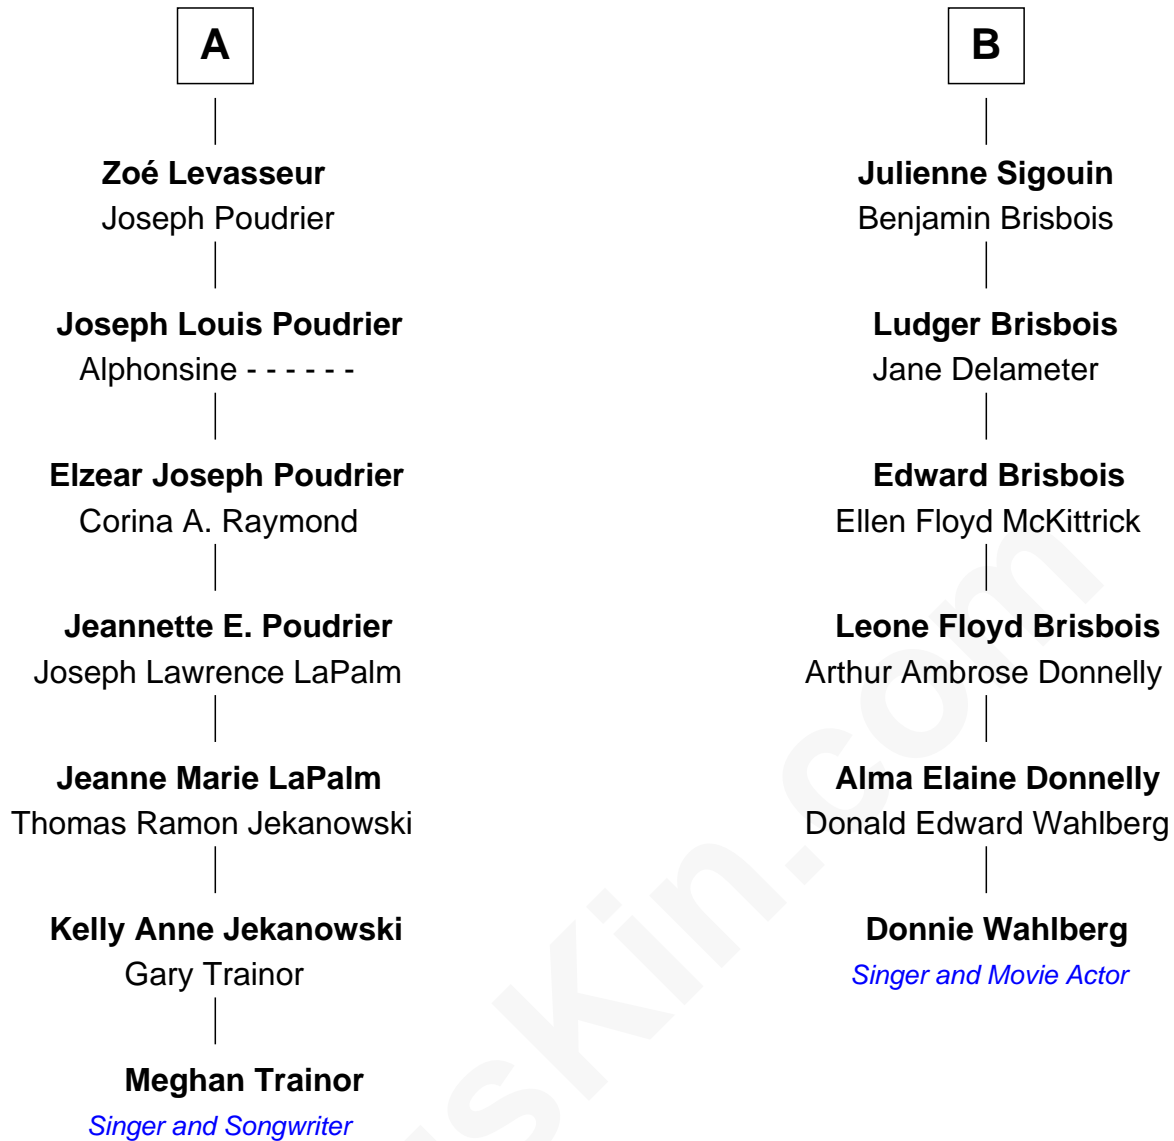 A
Zoé Levasseur
Joseph Poudrier
Joseph Louis Poudrier
Alphonsine - - - - - -
Elzear Joseph Poudrier
Corina A. Raymond
Jeannette E. Poudrier
Joseph Lawrence LaPalm
Jeanne Marie LaPalm
Thomas Ramon Jekanowski
Kelly Anne Jekanowski
Gary Trainor
Meghan Trainor
Singer and Songwriter
B
Julienne Sigouin
Benjamin Brisbois
Ludger Brisbois
Jane Delameter
Edward Brisbois
Ellen Floyd McKittrick
Leone Floyd Brisbois
Arthur Ambrose Donnelly
Alma Elaine Donnelly
Donald Edward Wahlberg
Donnie Wahlberg
Singer and Movie Actor